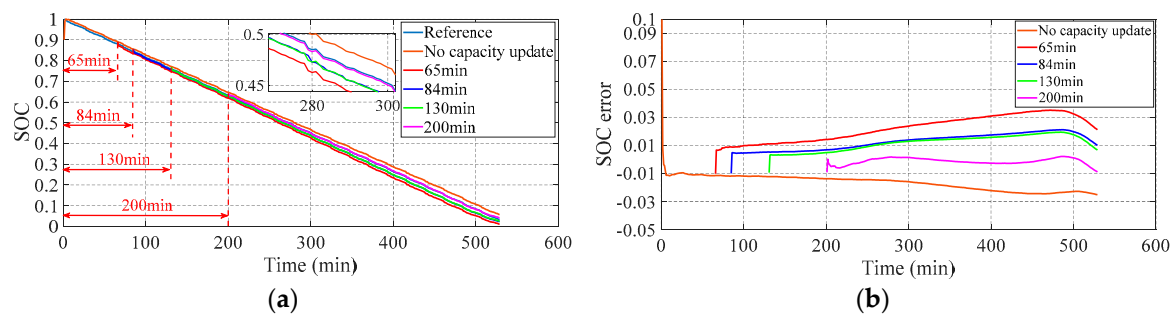 1
0.9
0.8
0.7
0.6
0.5
0.4
0.3
0.2
0.1
0
SOC
0 100 200 300 400 500 600
Time (min)
65min
84min
130min
200min
0.5
0.45
280 300
Reference
No capacity update
65min
84min
130min
200min
(a)
0.1
0.09
0.07
0.05
0.03
0.01
-0.01
-0.03
-0.05
SOC error
0 100 200 300 400 500 600
Time (min)
No capacity update
65min
84min
130min
200min
(b)